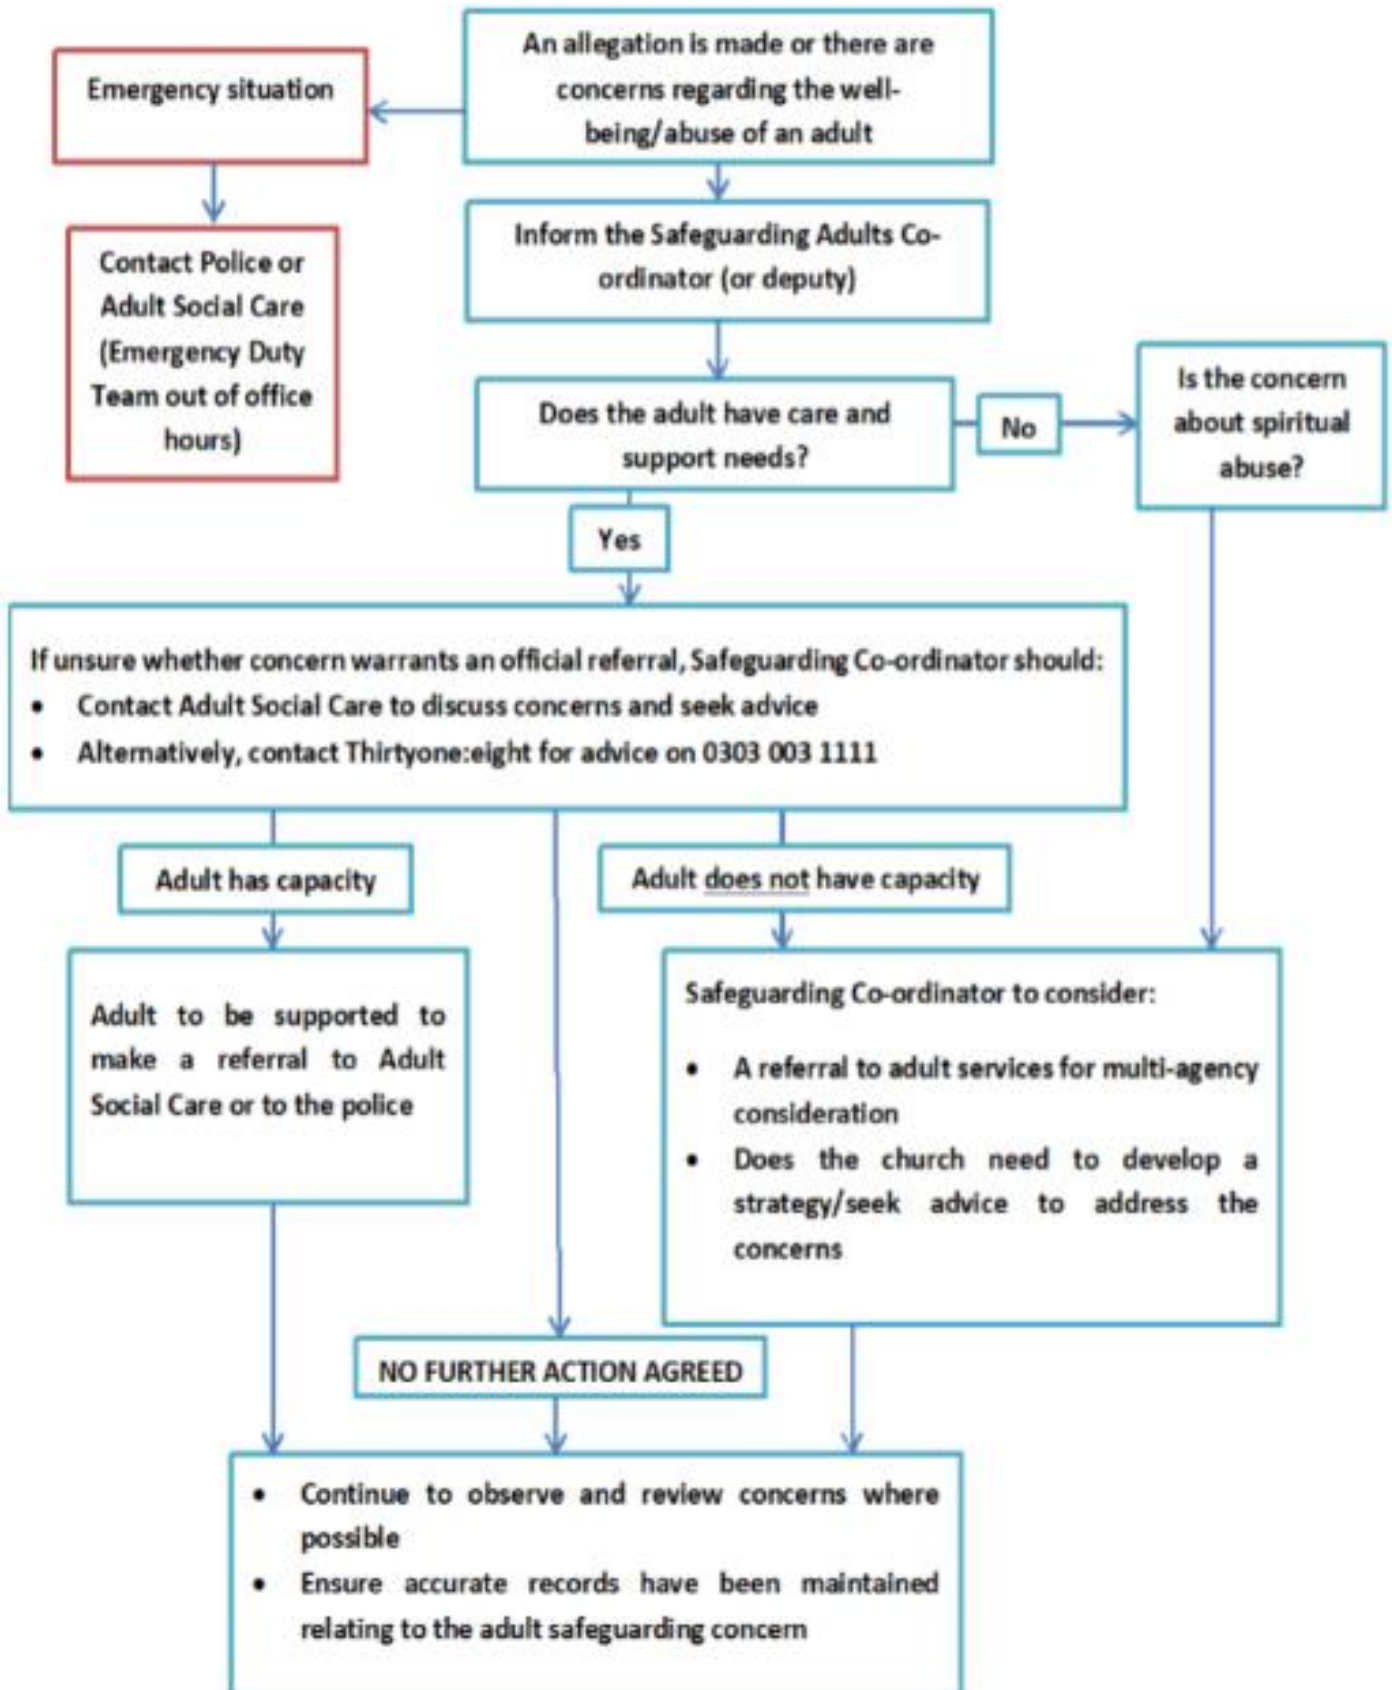 An allegation is made or there are
concerns regarding the well-
being/abuse of an adult
Emergency situation
Contact Police or
Adult Social Care
(Emergency Duty
Team out of office
hours)
Inform the Safeguarding Adults Co-
ordinator (or deputy)
Does the adult have care and
support needs?
No
Is the concern
about spiritual
abuse?
Yes
If unsure whether concern warrants an official referral, Safeguarding Co-ordinator should:
• Contact Adult Social Care to discuss concerns and seek advice
• Alternatively, contact Thirtyone:eight for advice on 0303 003 1111
Adult has capacity
Adult does not have capacity
Adult to be supported to
make a referral to Adult
Social Care or to the police
Safeguarding Co-ordinator to consider:
• A referral to adult services for multi-agency
consideration
• Does the church need to develop a
strategy/seek advice to address the
concerns
NO FURTHER ACTION AGREED
• Continue to observe and review concerns where
possible
• Ensure accurate records have been maintained
relating to the adult safeguarding concern